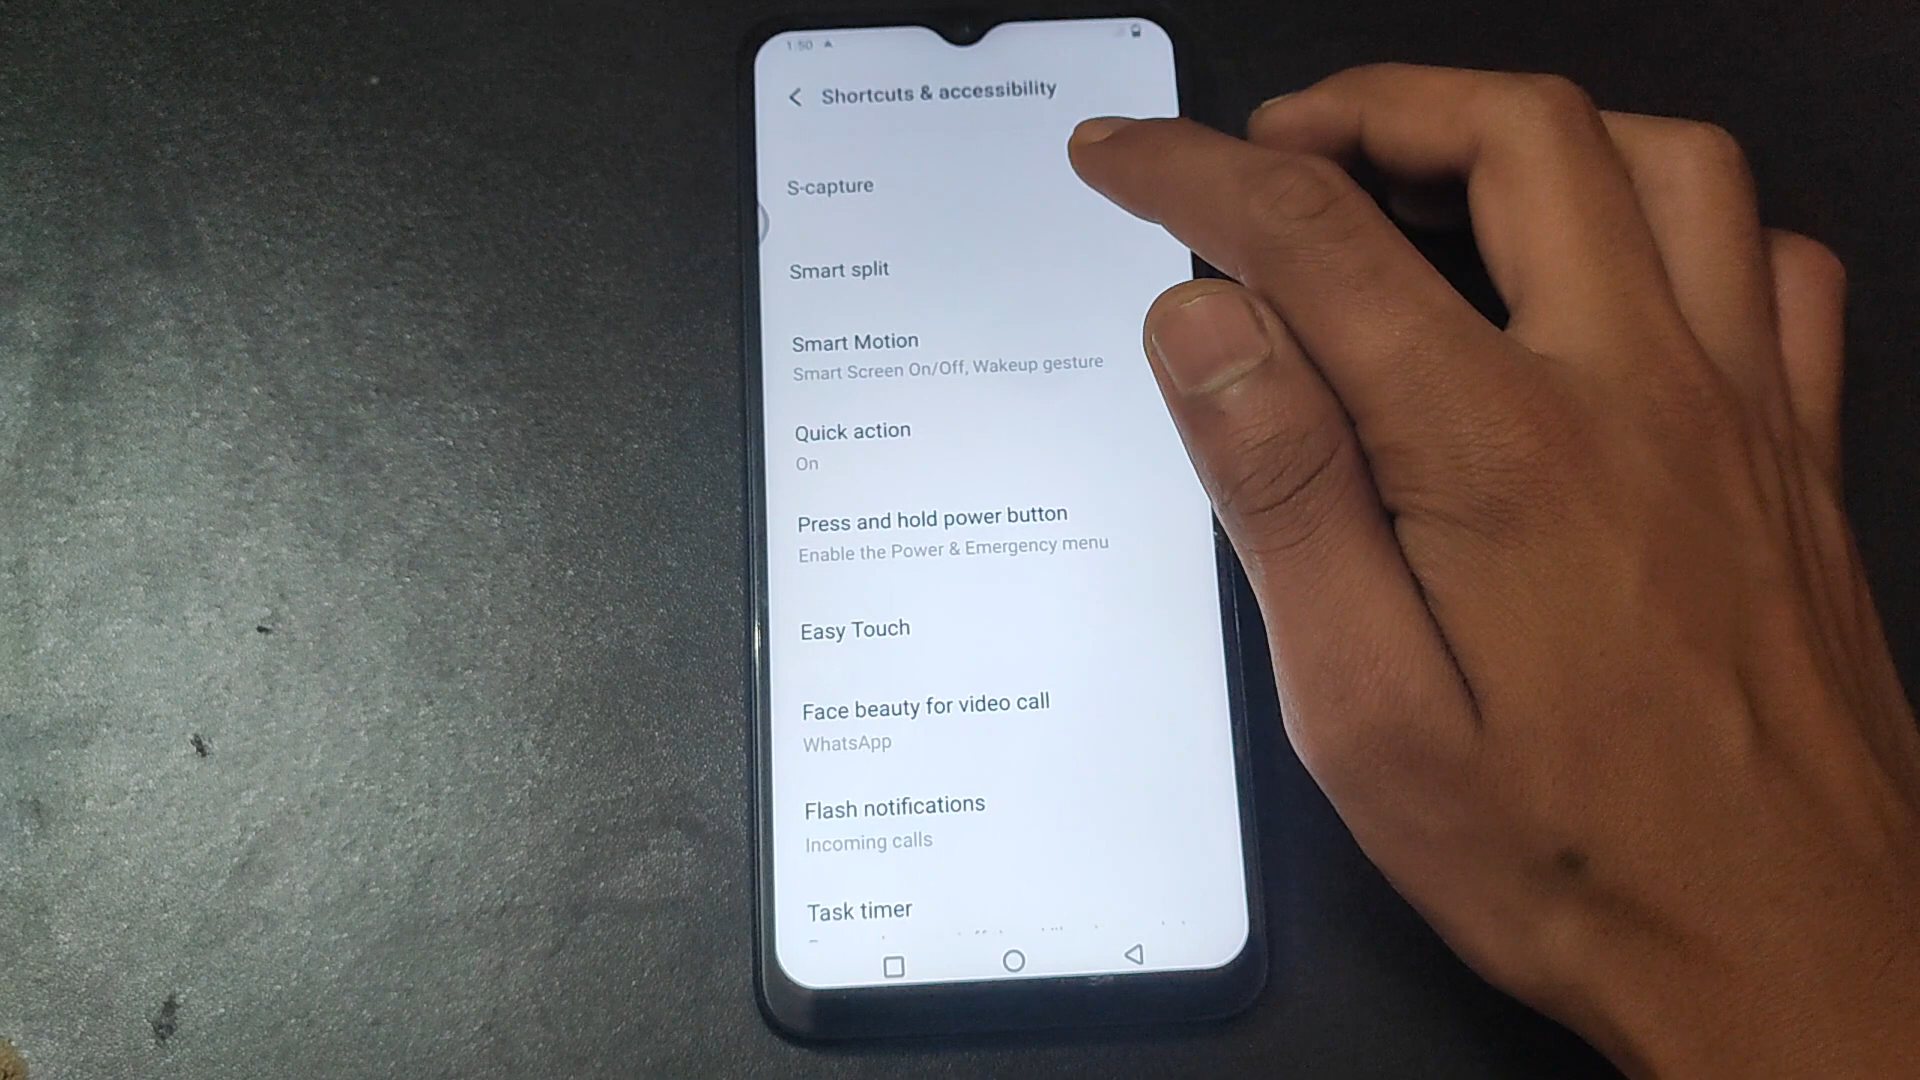 1:50
Shortcuts & accessibility
S-capture
Smart split
Smart Motion
Smart Screen On/Off, Wakeup gesture
Quick action
On
Press and hold power button
Enable the Power & Emergency menu
Easy Touch
Face beauty for video call
WhatsApp
Flash notifications
Incoming calls
Task timer